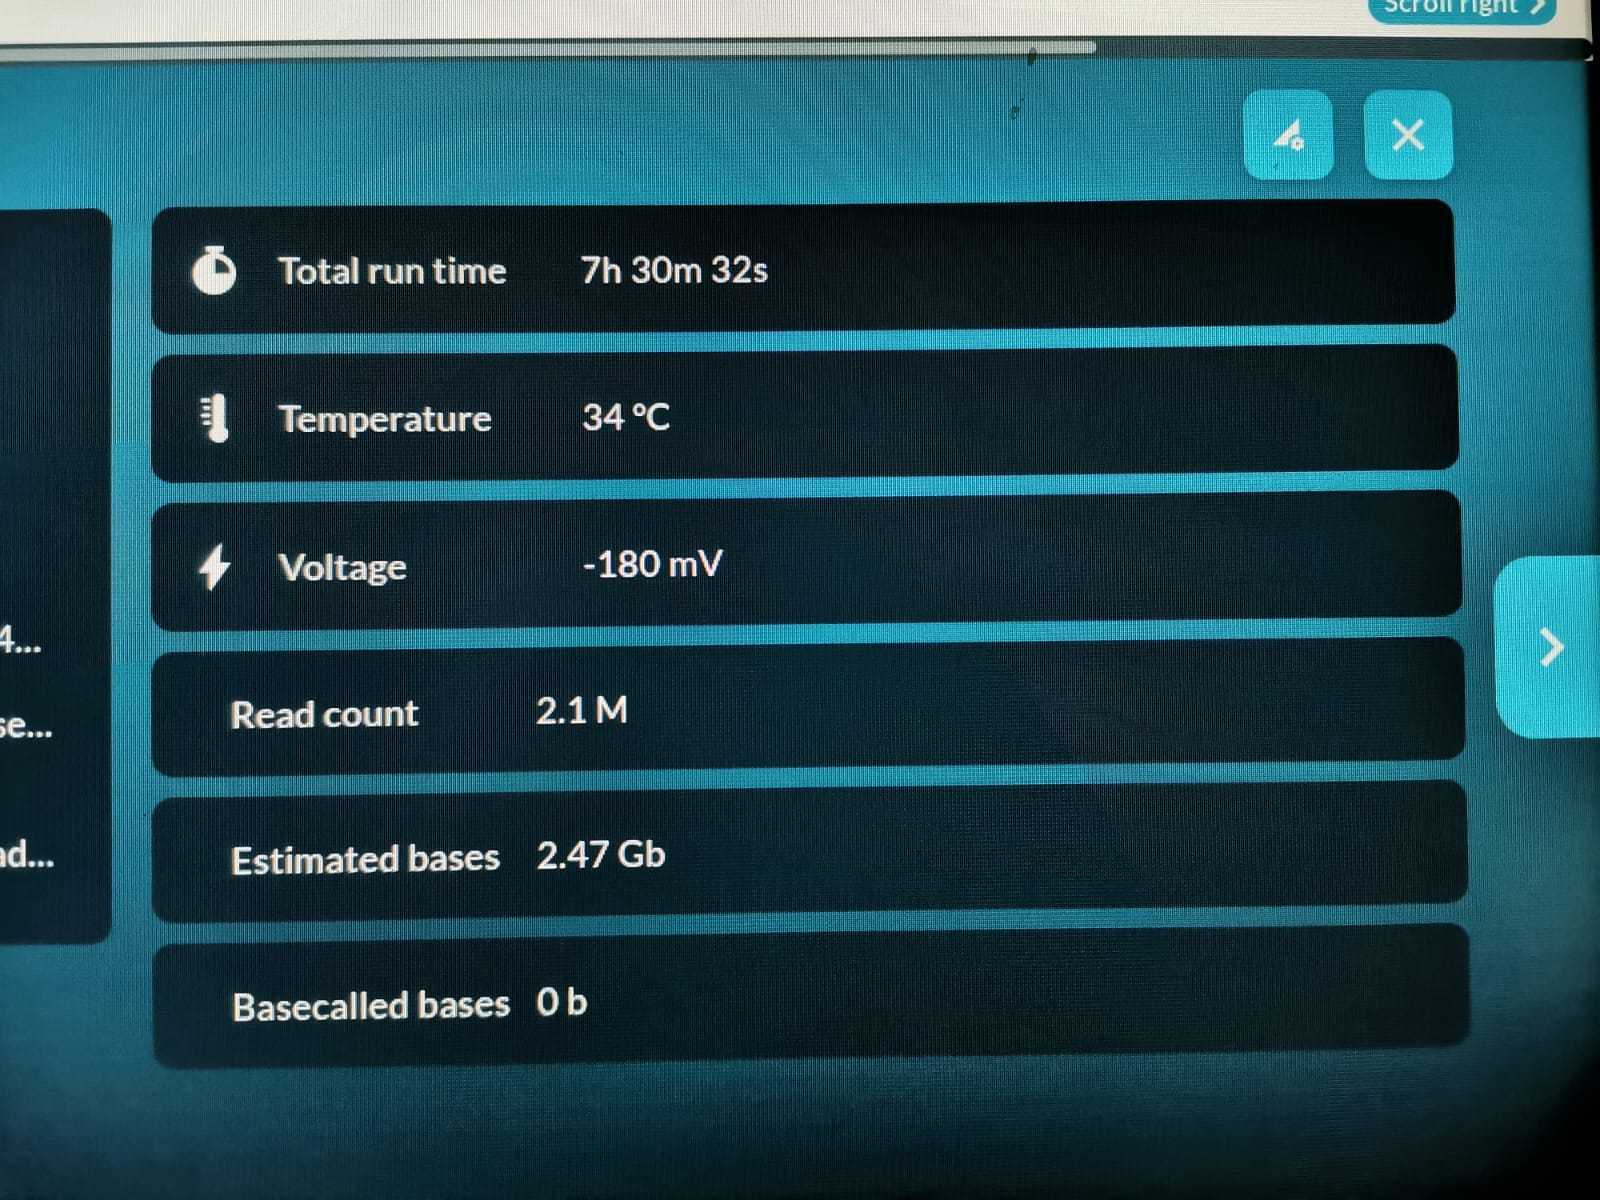 Scroll right
Total run time 7h 30m 32s
Temperature 34 °C
Voltage -180 mV
4...
se...
Read count 2.1 M
ad...
Estimated bases 2.47 Gb
Basecalled bases 0 b